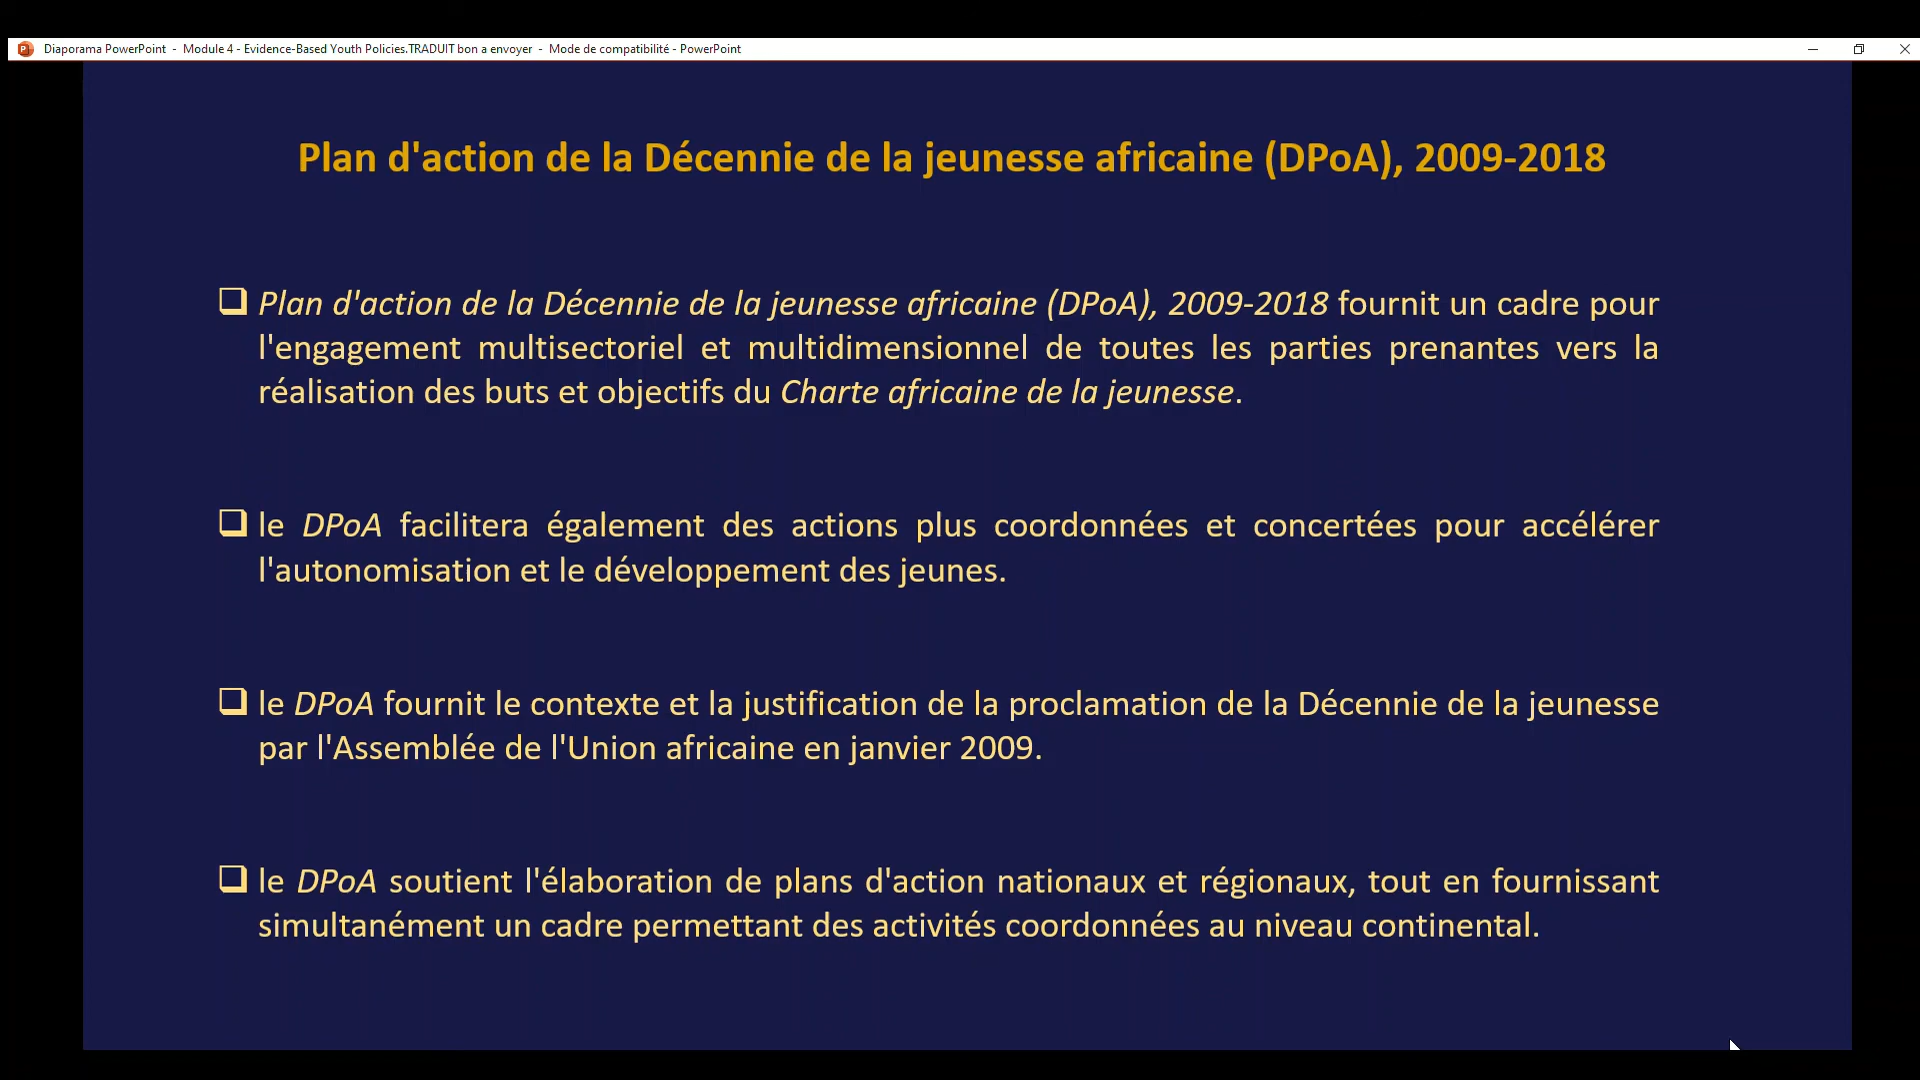 Diaporama PowerPoint - Module 4 - Evidence-Based Youth Policies.TRADUIT bon a envoyer - Mode de compatibilité - PowerPoint
Plan d'action de la Décennie de la jeunesse africaine (DPoA), 2009-2018
❑ Plan d'action de la Décennie de la jeunesse africaine (DPoA), 2009-2018 fournit un cadre pour
l'engagement multisectoriel et multidimensionnel de toutes les parties prenantes vers la
réalisation des buts et objectifs du Charte africaine de la jeunesse.
❑ le DPoA facilitera également des actions plus coordonnées et concertées pour accélérer
l'autonomisation et le développement des jeunes.
❑ le DPoA fournit le contexte et la justification de la proclamation de la Décennie de la jeunesse
par l'Assemblée de l'Union africaine en janvier 2009.
❑ le DPoA soutient l'élaboration de plans d'action nationaux et régionaux, tout en fournissant
simultanément un cadre permettant des activités coordonnées au niveau continental.